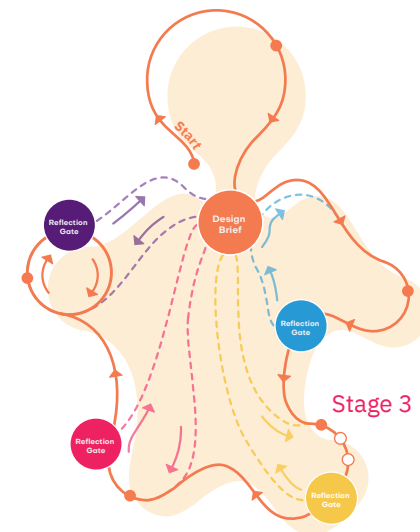 Start
Design
Brief
Reflection
Gate
Reflection
Gate
Stage 3
Reflection
Gate
Reflection
Gate